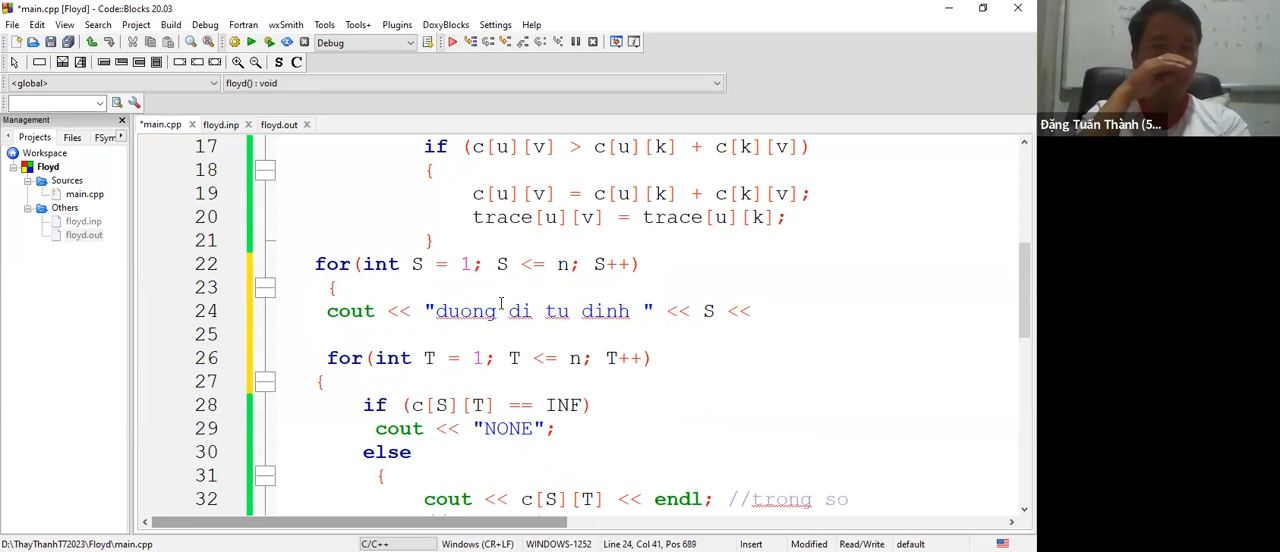 *main.cpp [Floyd] - Code::Blocks 20.03
File Edit View Search Project Build Debug Fortran wxSmith Tools Tools+ Plugins DoxyBlocks Settings Help
Debug
S C
<global> floyd() : void
Management
Projects Files FSym
Workspace
Floyd
Sources
main.cpp
Others
floyd.inp
floyd.out
*main.cpp floyd.inp floyd.out
17 if (c[u][v] > c[u][k] + c[k][v])
18 {
19 c[u][v] = c[u][k] + c[k][v];
20 trace[u][v] = trace[u][k];
21 }
22 for(int S = 1; S <= n; S++)
23 {
24 cout << "duong di tu dinh " << S <<
25
26 for(int T = 1; T <= n; T++)
27 {
28 if (c[S][T] == INF)
29 cout << "NONE";
30 else
31 {
32 cout << c[S][T] << endl; //trong so
D:\ThayThanhT72023\Floyd\main.cpp C/C++ Windows (CR+LF) WINDOWS-1252 Line 24, Col 41, Pos 689 Insert Modified Read/Write default
Đặng Tuấn Thành (5...